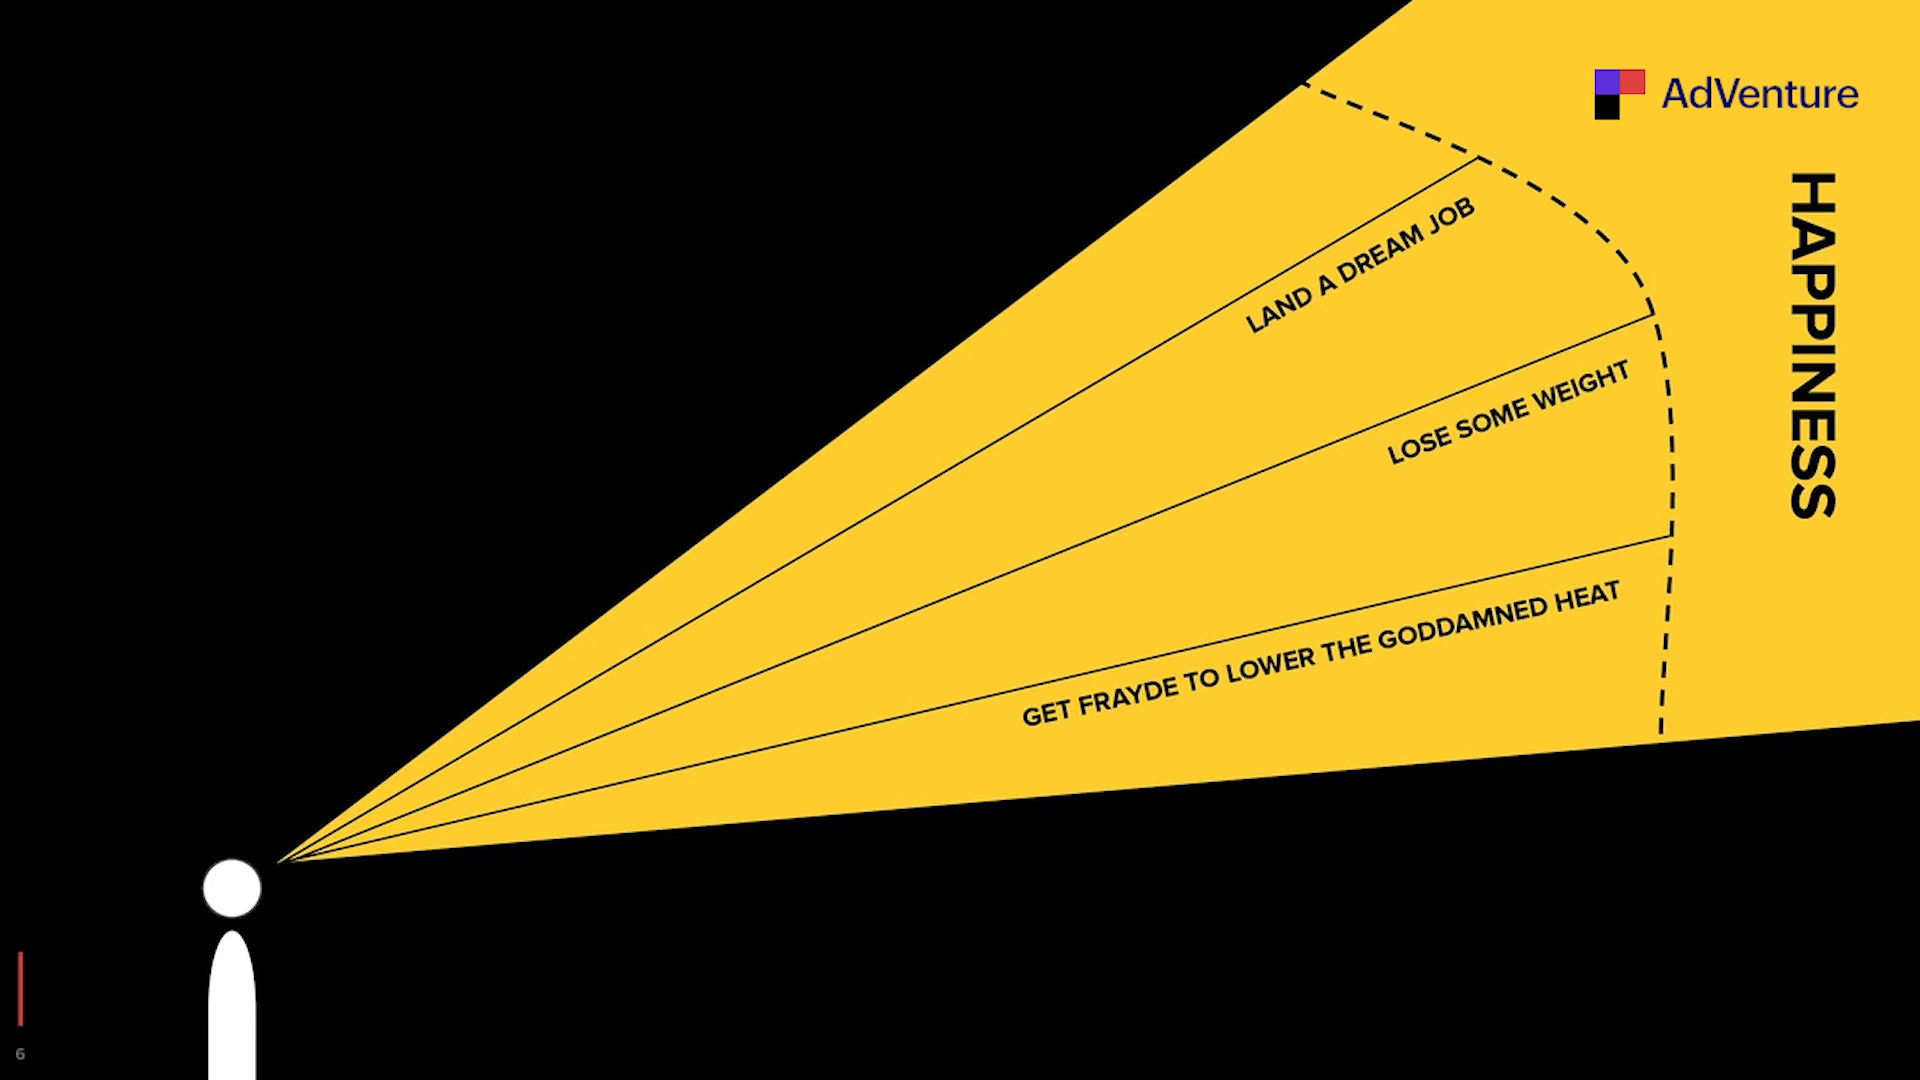 AdVenture
HAPPINESS
LAND A DREAM JOB
LOSE SOME WEIGHT
GET FRAYDE TO LOWER THE GODDAMNED HEAT
6